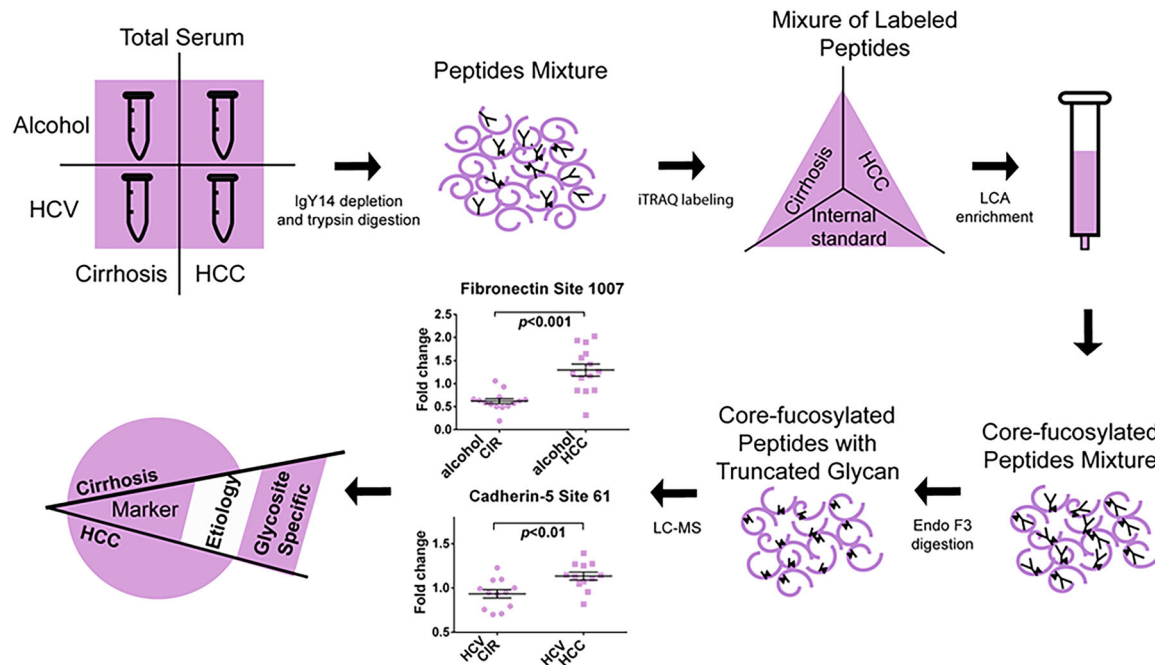 Total Serum
Alcohol
HCV
Cirrhosis
HCC
IgY14 depletion
and trypsin digestion
Peptides Mixture
iTRAQ labeling
Mixure of Labeled
Peptides
Cirrhosis
HCC
Internal
standard
LCA
enrichment
Core-fucosylated
Peptides Mixture
Endo F3
digestion
Core-fucosylated
Peptides with
Truncated Glycan
LC-MS
Fibronectin Site 1007
p<0.001
Fold change
2.5
2.0
1.5
1.0
0.5
0.0
alcohol
CIR
alcohol
HCC
Cadherin-5 Site 61
p<0.01
Fold change
1.5
1.0
0.5
HCV
CIR
HCV
HCC
Cirrhosis
Marker
HCC
Etiology
Glycosite
Specific